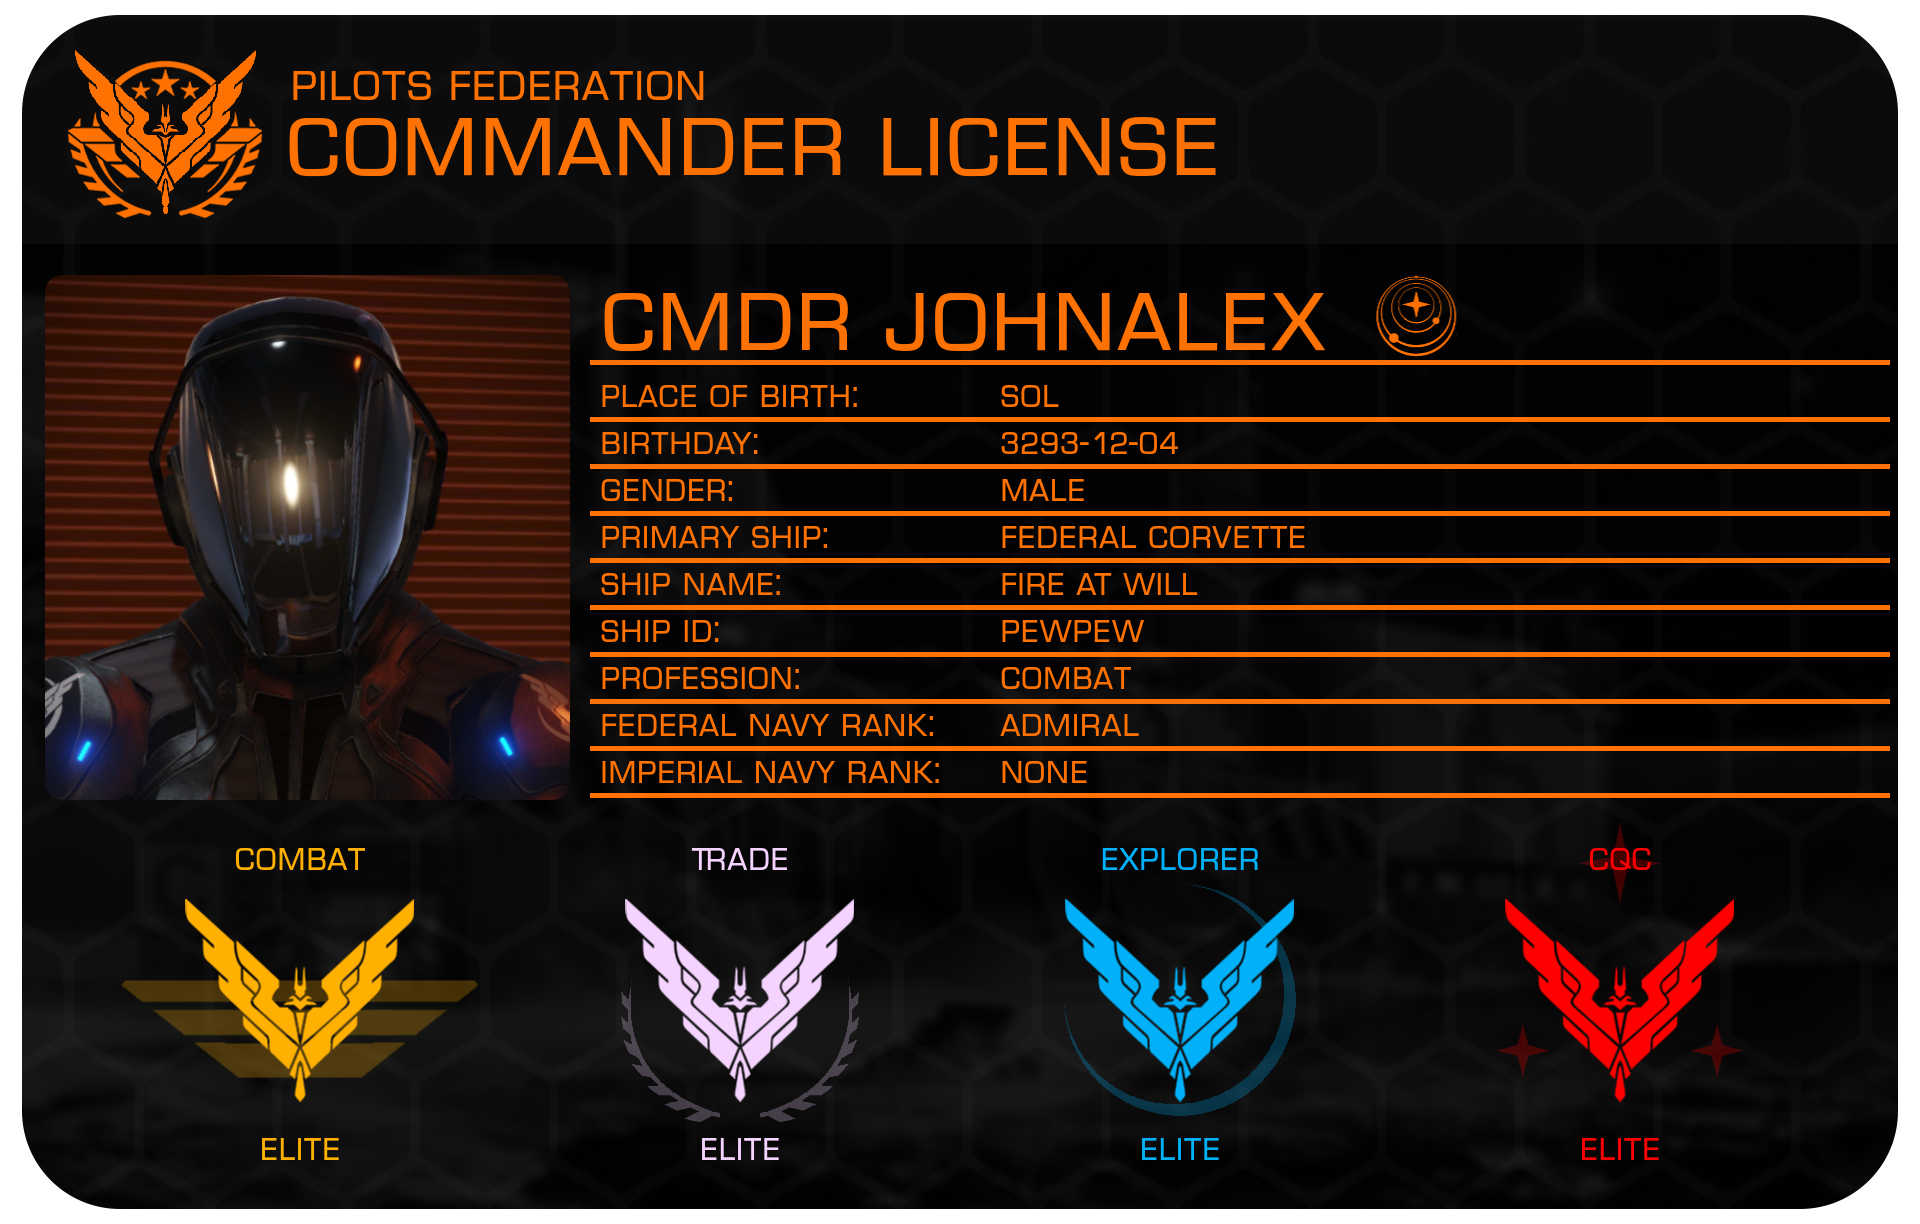 PILOTS FEDERATION
COMMANDER LICENSE
CMDR JOHNALEX
PLACE OF BIRTH: SOL
BIRTHDAY: 3293-12-04
GENDER: MALE
PRIMARY SHIP: FEDERAL CORVETTE
SHIP NAME: FIRE AT WILL
SHIP ID: PEWPEW
PROFESSION: COMBAT
FEDERAL NAVY RANK: ADMIRAL
IMPERIAL NAVY RANK: NONE
COMBAT TRADE EXPLORER CQC
ELITE ELITE ELITE ELITE